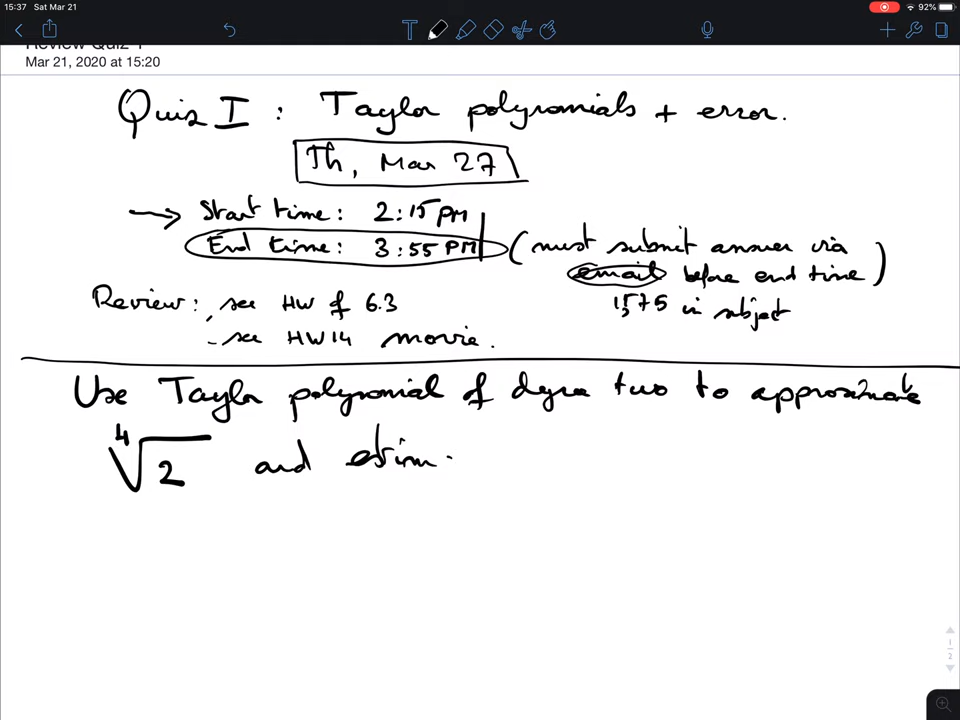 15:37 Sat Mar 21
92%
Review Quiz 1
Mar 21, 2020 at 15:20
Quiz I : Taylor polynomials + error.
Th, Mar 27
→ Start time: 2:15 PM
End time: 3:55 PM (must submit answer via
email before end time)
1575 in subject
Review: , see HW of 6.3
- see HW14 movie.
Use Taylor polynomial of degree two to approximate
∜2 and estim
1
2